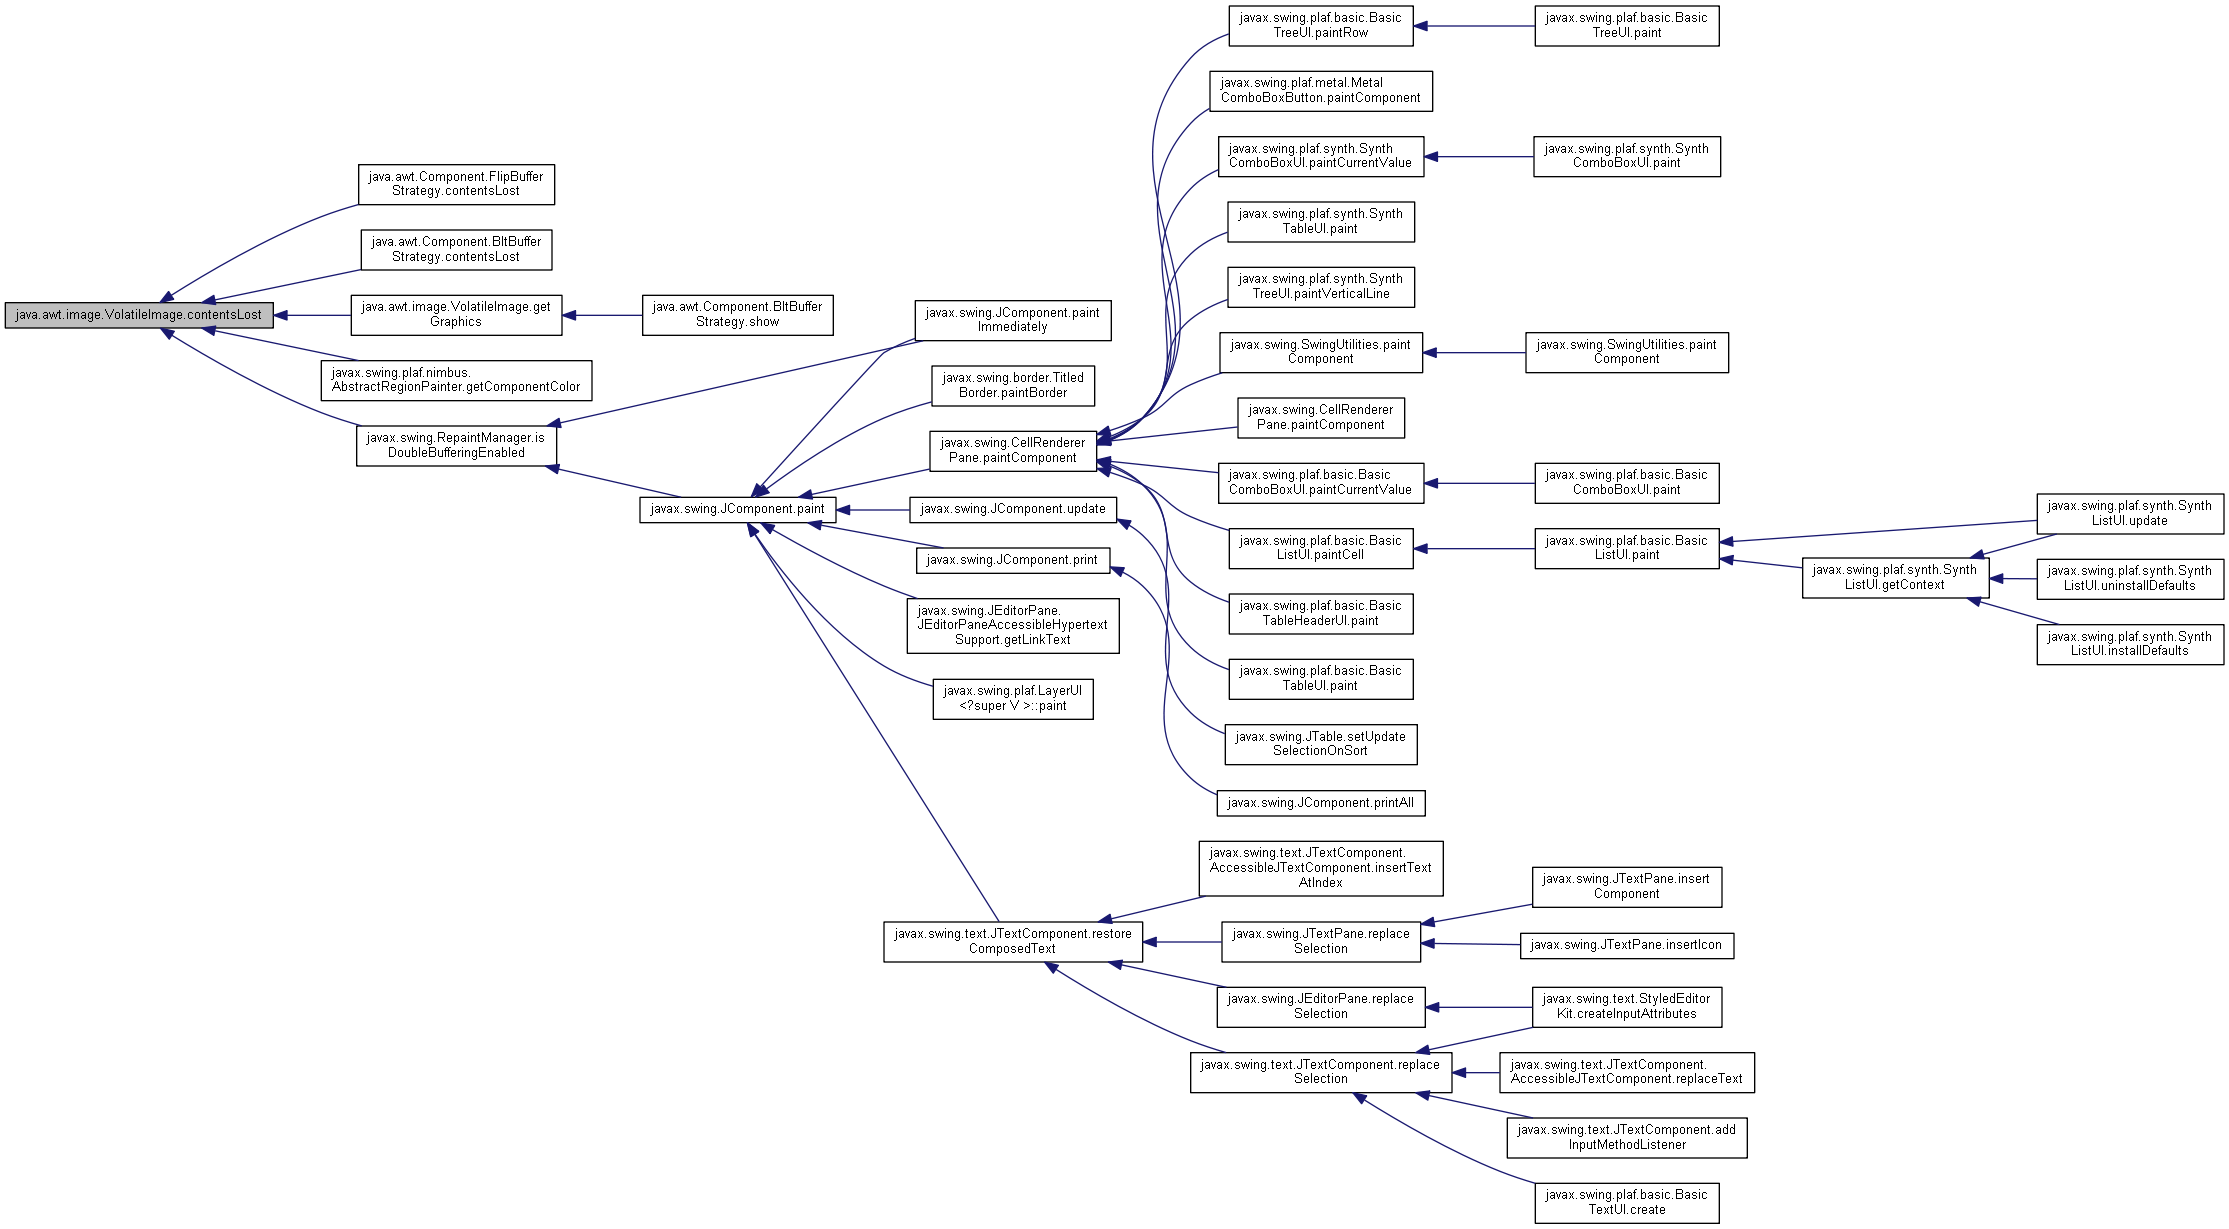 java.awt.image.VolatileImage.contentsLost
java.awt.Component.FlipBuffer
Strategy.contentsLost
java.awt.Component.BltBuffer
Strategy.contentsLost
java.awt.image.VolatileImage.get
Graphics
javax.swing.plaf.nimbus.
AbstractRegionPainter.getComponentColor
javax.swing.RepaintManager.is
DoubleBufferingEnabled
java.awt.Component.BltBuffer
Strategy.show
javax.swing.JComponent.paint
javax.swing.JComponent.paint
Immediately
javax.swing.border.Titled
Border.paintBorder
javax.swing.CellRenderer
Pane.paintComponent
javax.swing.JComponent.update
javax.swing.JComponent.print
javax.swing.JEditorPane.
JEditorPaneAccessibleHypertext
Support.getLinkText
javax.swing.plaf.LayerUI
<?super V >::paint
javax.swing.text.JTextComponent.restore
ComposedText
javax.swing.plaf.basic.Basic
TreeUI.paintRow
javax.swing.plaf.metal.Metal
ComboBoxButton.paintComponent
javax.swing.plaf.synth.Synth
ComboBoxUI.paintCurrentValue
javax.swing.plaf.synth.Synth
TableUI.paint
javax.swing.plaf.synth.Synth
TreeUI.paintVerticalLine
javax.swing.SwingUtilities.paint
Component
javax.swing.CellRenderer
Pane.paintComponent
javax.swing.plaf.basic.Basic
ComboBoxUI.paintCurrentValue
javax.swing.plaf.basic.Basic
ListUI.paintCell
javax.swing.plaf.basic.Basic
TableHeaderUI.paint
javax.swing.plaf.basic.Basic
TableUI.paint
javax.swing.JTable.setUpdate
SelectionOnSort
javax.swing.JComponent.printAll
javax.swing.text.JTextComponent.
AccessibleJTextComponent.insertText
AtIndex
javax.swing.JTextPane.replace
Selection
javax.swing.JEditorPane.replace
Selection
javax.swing.text.JTextComponent.replace
Selection
javax.swing.plaf.basic.Basic
TreeUI.paint
javax.swing.plaf.synth.Synth
ComboBoxUI.paint
javax.swing.SwingUtilities.paint
Component
javax.swing.plaf.basic.Basic
ComboBoxUI.paint
javax.swing.plaf.basic.Basic
ListUI.paint
javax.swing.JTextPane.insert
Component
javax.swing.JTextPane.insertIcon
javax.swing.text.StyledEditor
Kit.createInputAttributes
javax.swing.text.JTextComponent.
AccessibleJTextComponent.replaceText
javax.swing.text.JTextComponent.add
InputMethodListener
javax.swing.plaf.basic.Basic
TextUI.create
javax.swing.plaf.synth.Synth
ListUI.getContext
javax.swing.plaf.synth.Synth
ListUI.update
javax.swing.plaf.synth.Synth
ListUI.uninstallDefaults
javax.swing.plaf.synth.Synth
ListUI.installDefaults